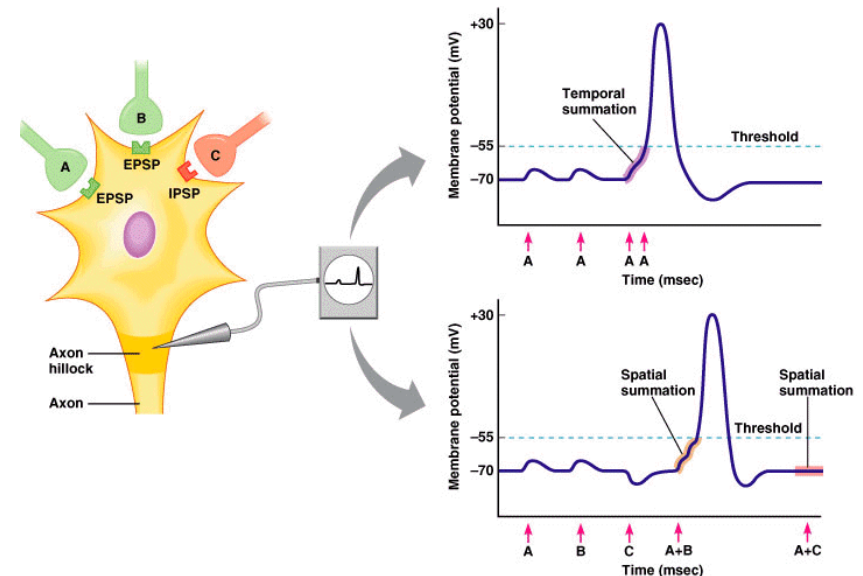 B
A
C
EPSP
EPSP
IPSP
Axon
hillock
Axon
Membrane potential (mV)
+30
–55
–70
Temporal
summation
Threshold
A
A
A
A
Time (msec)
Membrane potential (mV)
+30
–55
–70
Spatial
summation
Spatial
summation
Threshold
A
B
C
A+B
A+C
Time (msec)